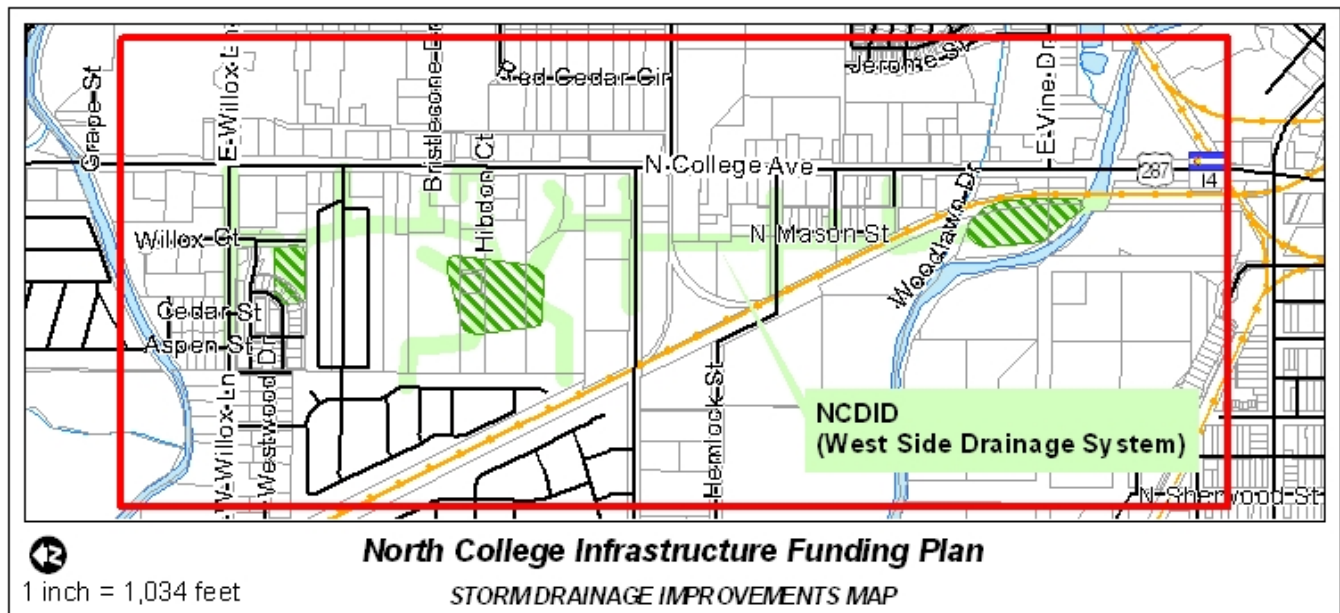 Grape St
E Willox Ln
Bristlecone Dr
Red Cedar Cir
Jerome St
E Vine Dr
Hibdon Ct
N College Ave
287
14
Willox Ct
N Mason St
Woodlawn Dr
Cedar St
Aspen St
W Willox Ln
Westwood Dr
Hemlock St
NCDID
(West Side Drainage System)
N Sherwood St
North College Infrastructure Funding Plan
1 inch = 1,034 feet
STORM DRAINAGE IMPROVEMENTS MAP